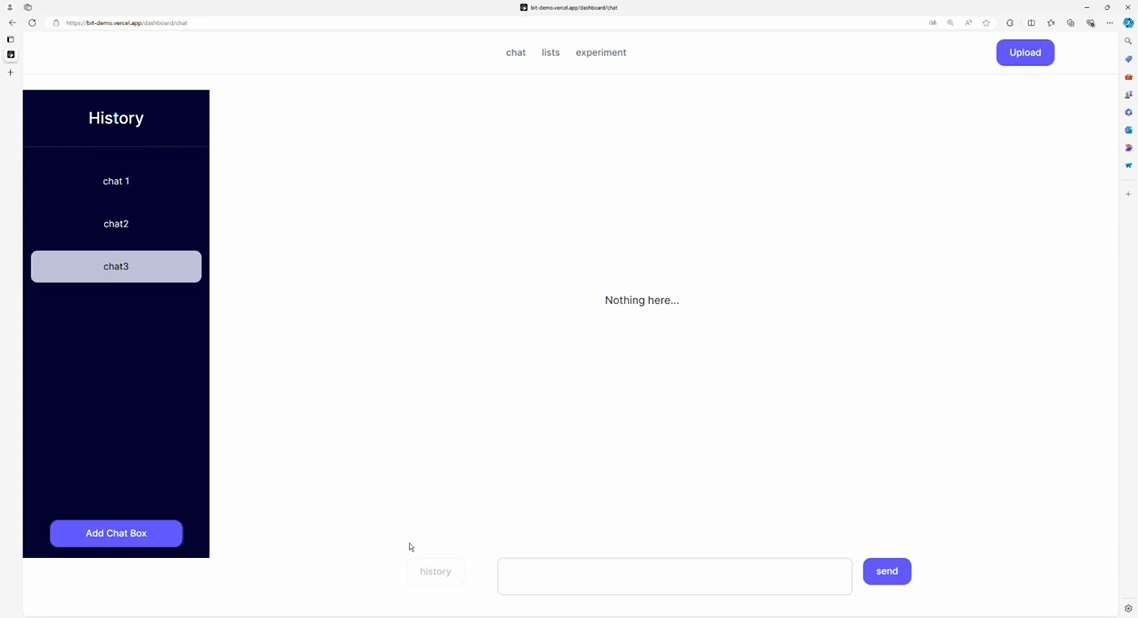 bit-demo.vercel.app/dashboard/chat
https://bit-demo.vercel.app/dashboard/chat
chat lists experiment
Upload
History
chat 1
chat2
chat3
Nothing here...
Add Chat Box
history
send